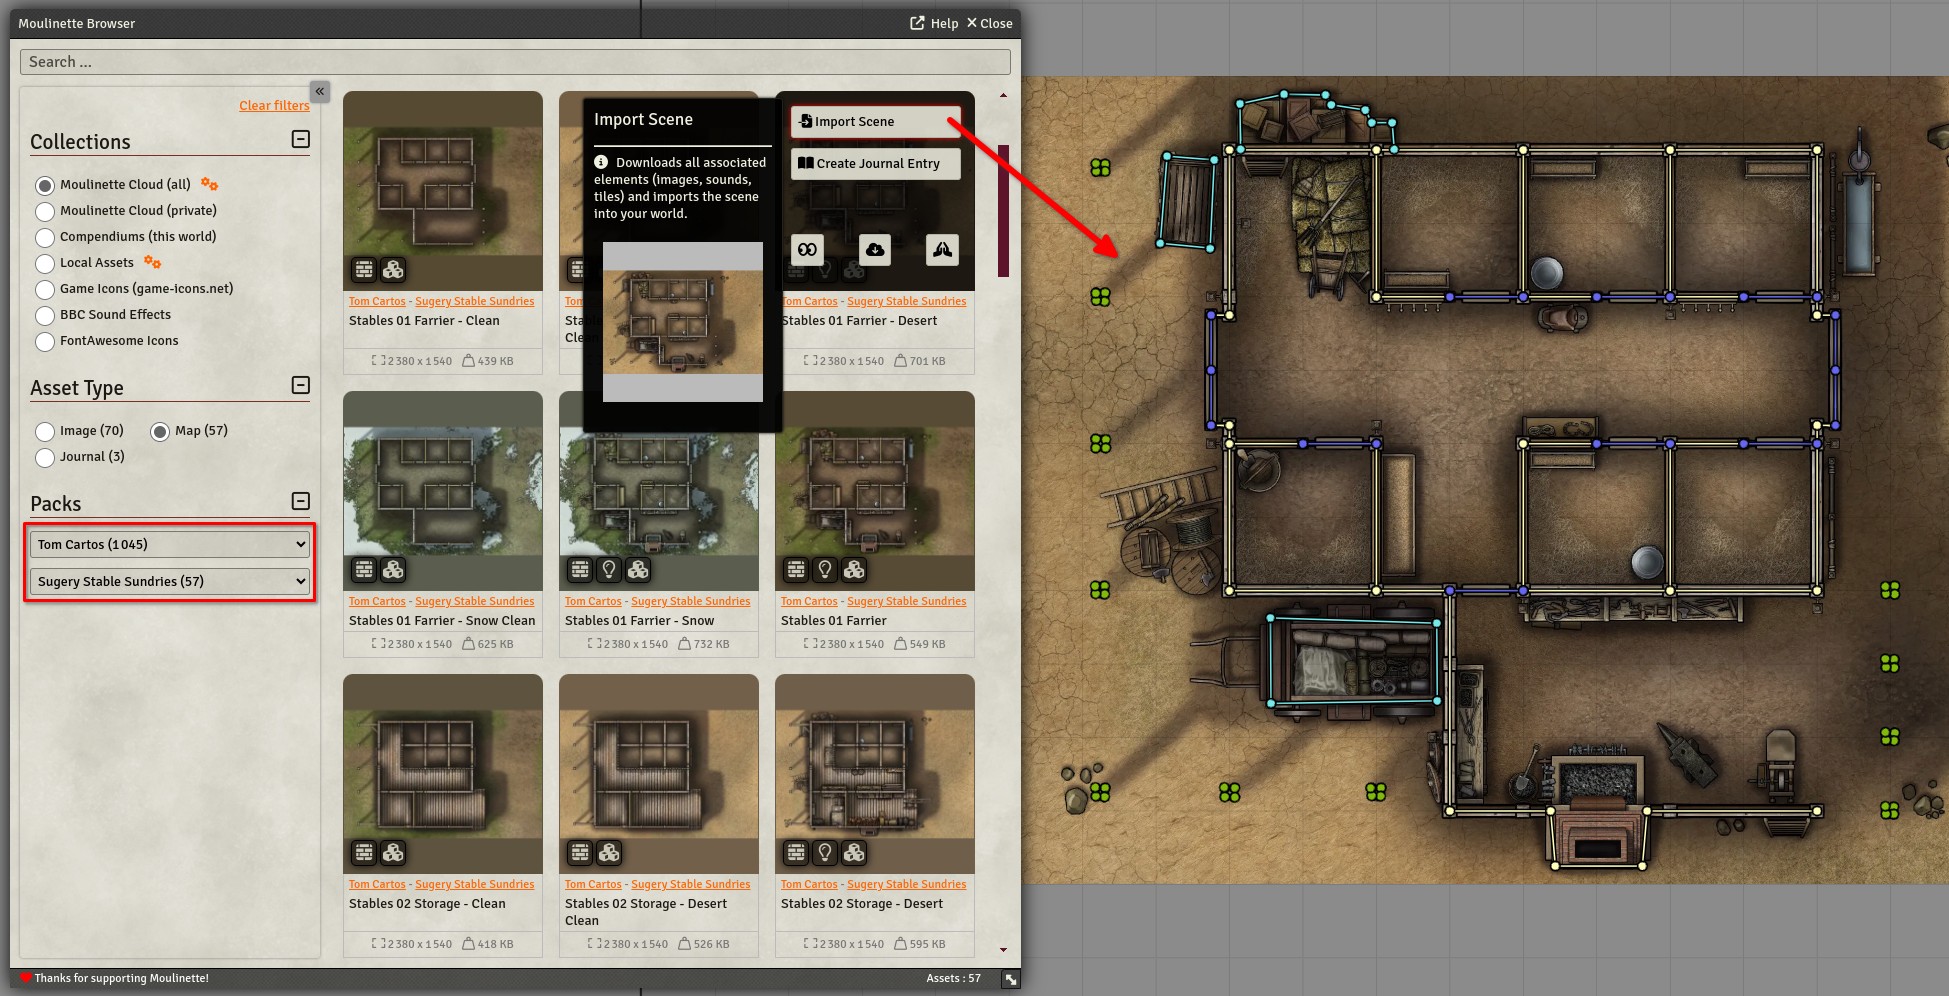 Moulinette Browser
Help
Close
Search ...
Clear filters
Collections
Moulinette Cloud (all)
Moulinette Cloud (private)
Compendiums (this world)
Local Assets
Game Icons (game-icons.net)
BBC Sound Effects
FontAwesome Icons
Asset Type
Image (70)
Map (57)
Journal (3)
Packs
Tom Cartos (1045)
Sugery Stable Sundries (57)
Import Scene
Downloads all associated
elements (images, sounds,
tiles) and imports the scene
into your world.
Import Scene
Create Journal Entry
Tom Cartos - Sugery Stable Sundries
Stables 01 Farrier - Clean
2380 x 1540 439 KB
Tom Cartos - Sugery Stable Sundries
Stables 01 Farrier - Desert
2380 x 1540 701 KB
Tom Cartos - Sugery Stable Sundries
Stables 01 Farrier - Snow Clean
2380 x 1540 625 KB
Tom Cartos - Sugery Stable Sundries
Stables 01 Farrier - Snow
2380 x 1540 732 KB
Tom Cartos - Sugery Stable Sundries
Stables 01 Farrier
2380 x 1540 549 KB
Tom Cartos - Sugery Stable Sundries
Stables 02 Storage - Clean
2380 x 1540 418 KB
Tom Cartos - Sugery Stable Sundries
Stables 02 Storage - Desert
Clean
2380 x 1540 526 KB
Tom Cartos - Sugery Stable Sundries
Stables 02 Storage - Desert
2380 x 1540 595 KB
Thanks for supporting Moulinette!
Assets : 57